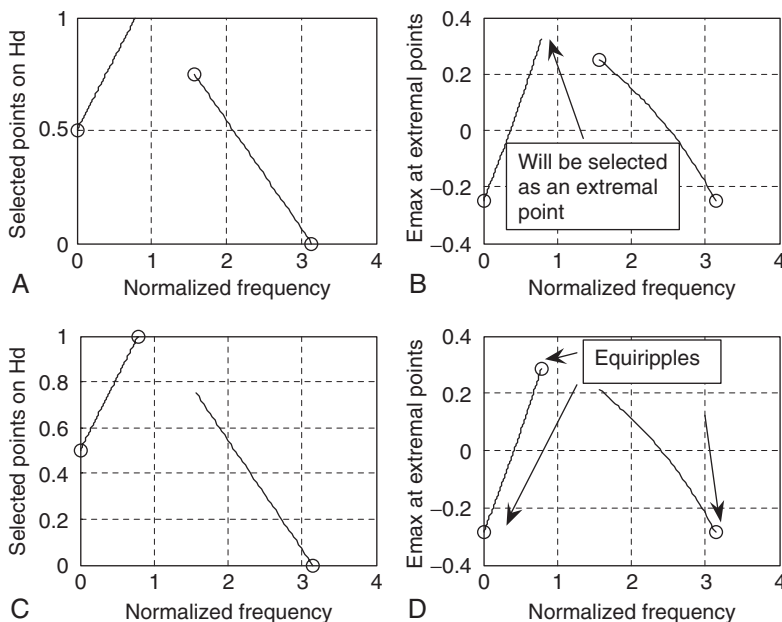 1
0.5
0
0
1
2
3
4
Selected points on Hd
Normalized frequency
A
0.4
0.2
0
−0.2
−0.4
0
1
2
3
4
Emax at extremal points
Normalized frequency
Will be selected
as an extremal
point
B
1
0.8
0.6
0.4
0.2
0
0
1
2
3
4
Selected points on Hd
Normalized frequency
C
0.4
0.2
0
−0.2
−0.4
0
1
2
3
4
Emax at extremal points
Normalized frequency
Equiripples
D